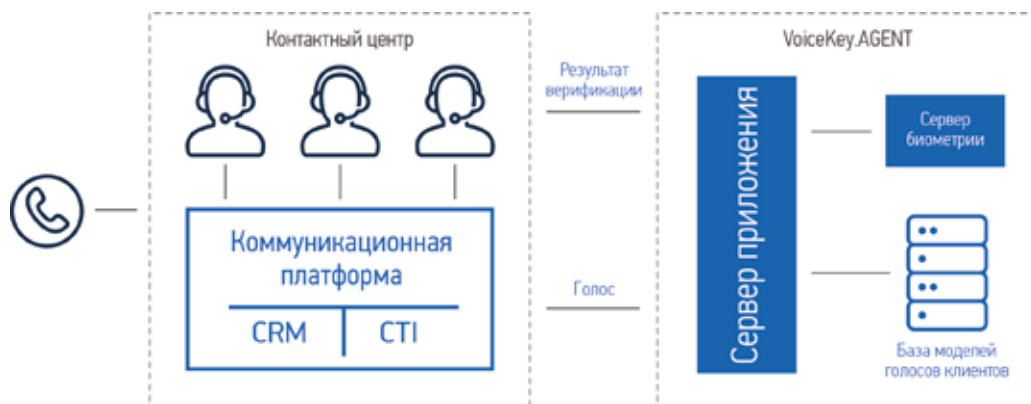 Контактный центр
VoiceKey.AGENT
Результат
верификации
Сервер приложения
Сервер
биометрии
Коммуникационная
платформа
CRM
CTI
Голос
База моделей
голосов клиентов